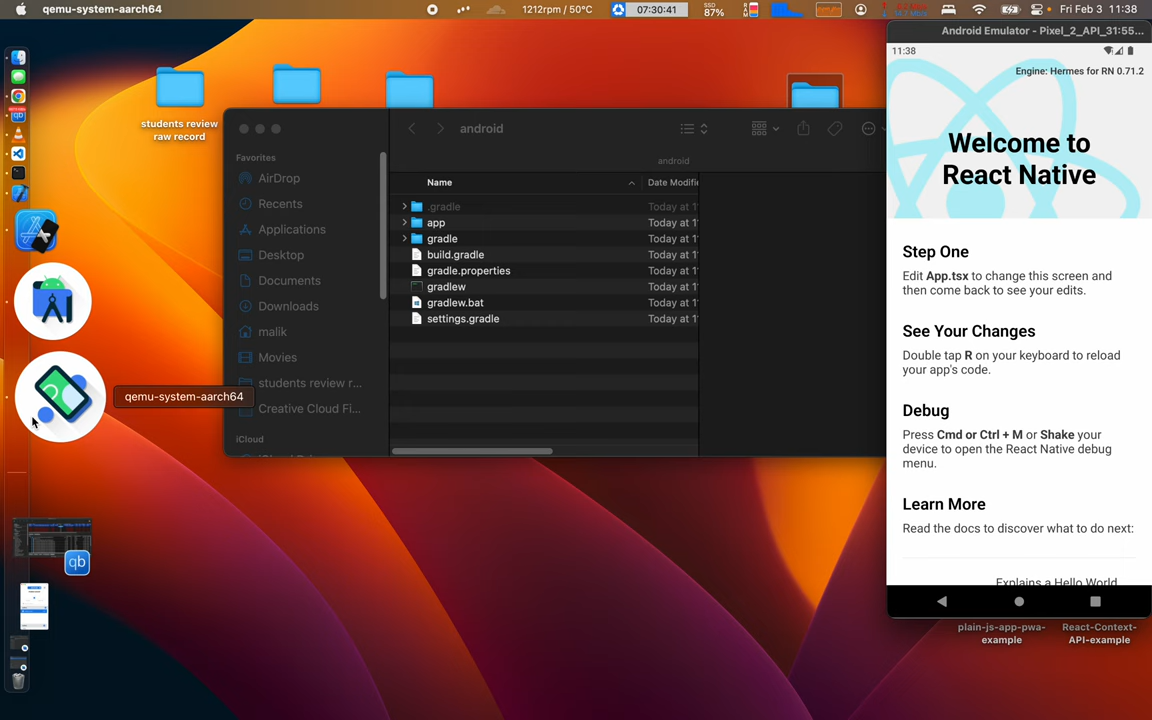 qemu-system-aarch64
1212rpm / 50°C
07:30:41
SSD
87%
Fri Feb 3 11:38
students review
raw record
Android Emulator - Pixel_2_API_31:55...
11:38
Engine: Hermes for RN 0.71.2
Welcome to
React Native
Step One
Edit App.tsx to change this screen and
then come back to see your edits.
See Your Changes
Double tap R on your keyboard to reload
your app's code.
Debug
Press Cmd or Ctrl + M or Shake your
device to open the React Native debug
menu.
Learn More
Read the docs to discover what to do next:
Explains a Hello World
android
android
Favorites
AirDrop
Recents
Applications
Desktop
Documents
Downloads
malik
Movies
students review r...
Creative Cloud Fi...
iCloud
Name
Date Modifie
.gradle
Today at 1
app
Today at 1
gradle
Today at 1
build.gradle
Today at 1
gradle.properties
Today at 1
gradlew
Today at 1
gradlew.bat
Today at 1
settings.gradle
Today at 1
qemu-system-aarch64
qb
qb
plain-js-app-pwa-
example
React-Context-
API-example